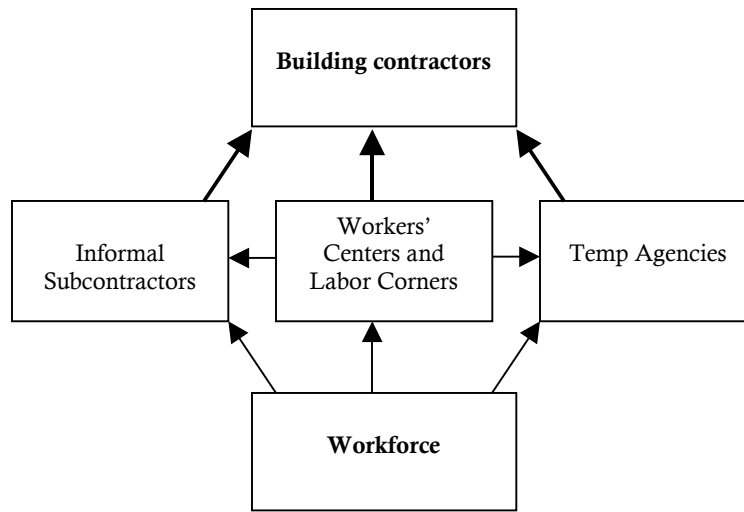 Building contractors
Informal
Subcontractors
Workers’
Centers and
Labor Corners
Temp Agencies
Workforce